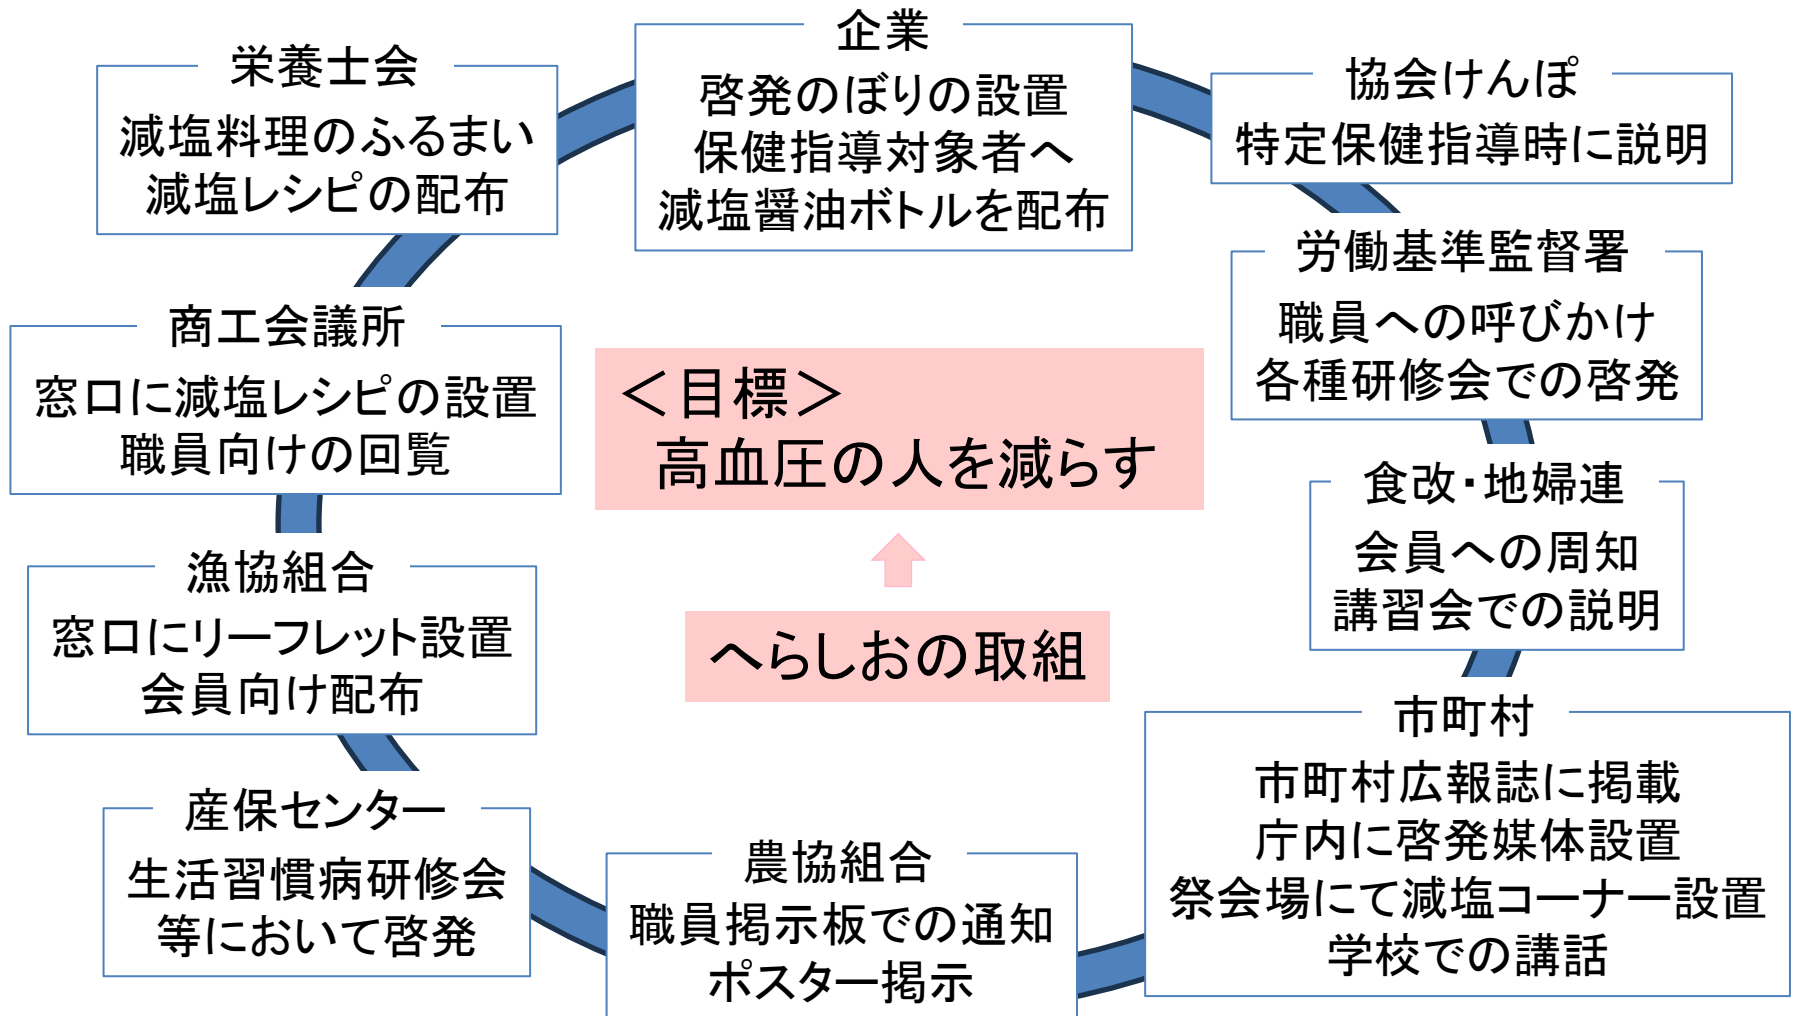 企業
啓発のぼりの設置
保健指導対象者へ
減塩醤油ボトルを配布
協会けんぽ
特定保健指導時に説明
労働基準監督署
職員への呼びかけ
各種研修会での啓発
食改・地婦連
会員への周知
講習会での説明
市町村
市町村広報誌に掲載
庁内に啓発媒体設置
祭会場にて減塩コーナー設置
学校での講話
農協組合
職員掲示板での通知
ポスター掲示
産保センター
生活習慣病研修会
等において啓発
漁協組合
窓口にリーフレット設置
会員向け配布
商工会議所
窓口に減塩レシピの設置
職員向けの回覧
栄養士会
減塩料理のふるまい
減塩レシピの配布
＜目標＞
高血圧の人を減らす
へらしおの取組